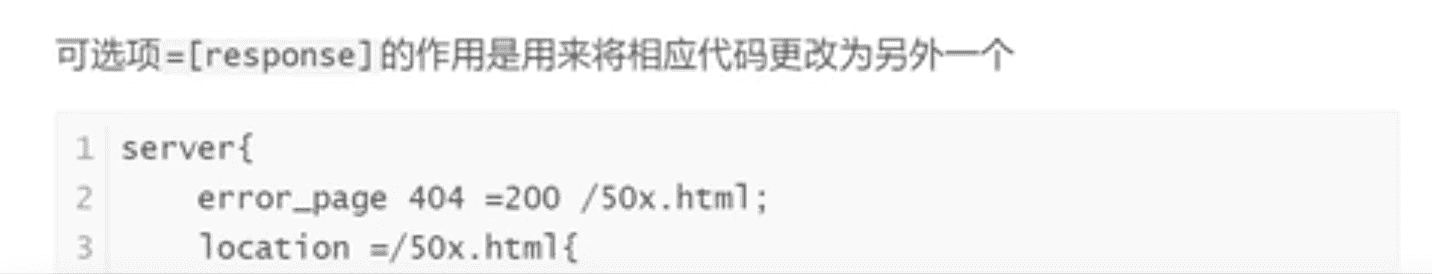 可选项=[response]的作用是用来将相应代码更改为另外一个
1 server{
2     error_page 404 =200 /50x.html;
3     location =/50x.html{